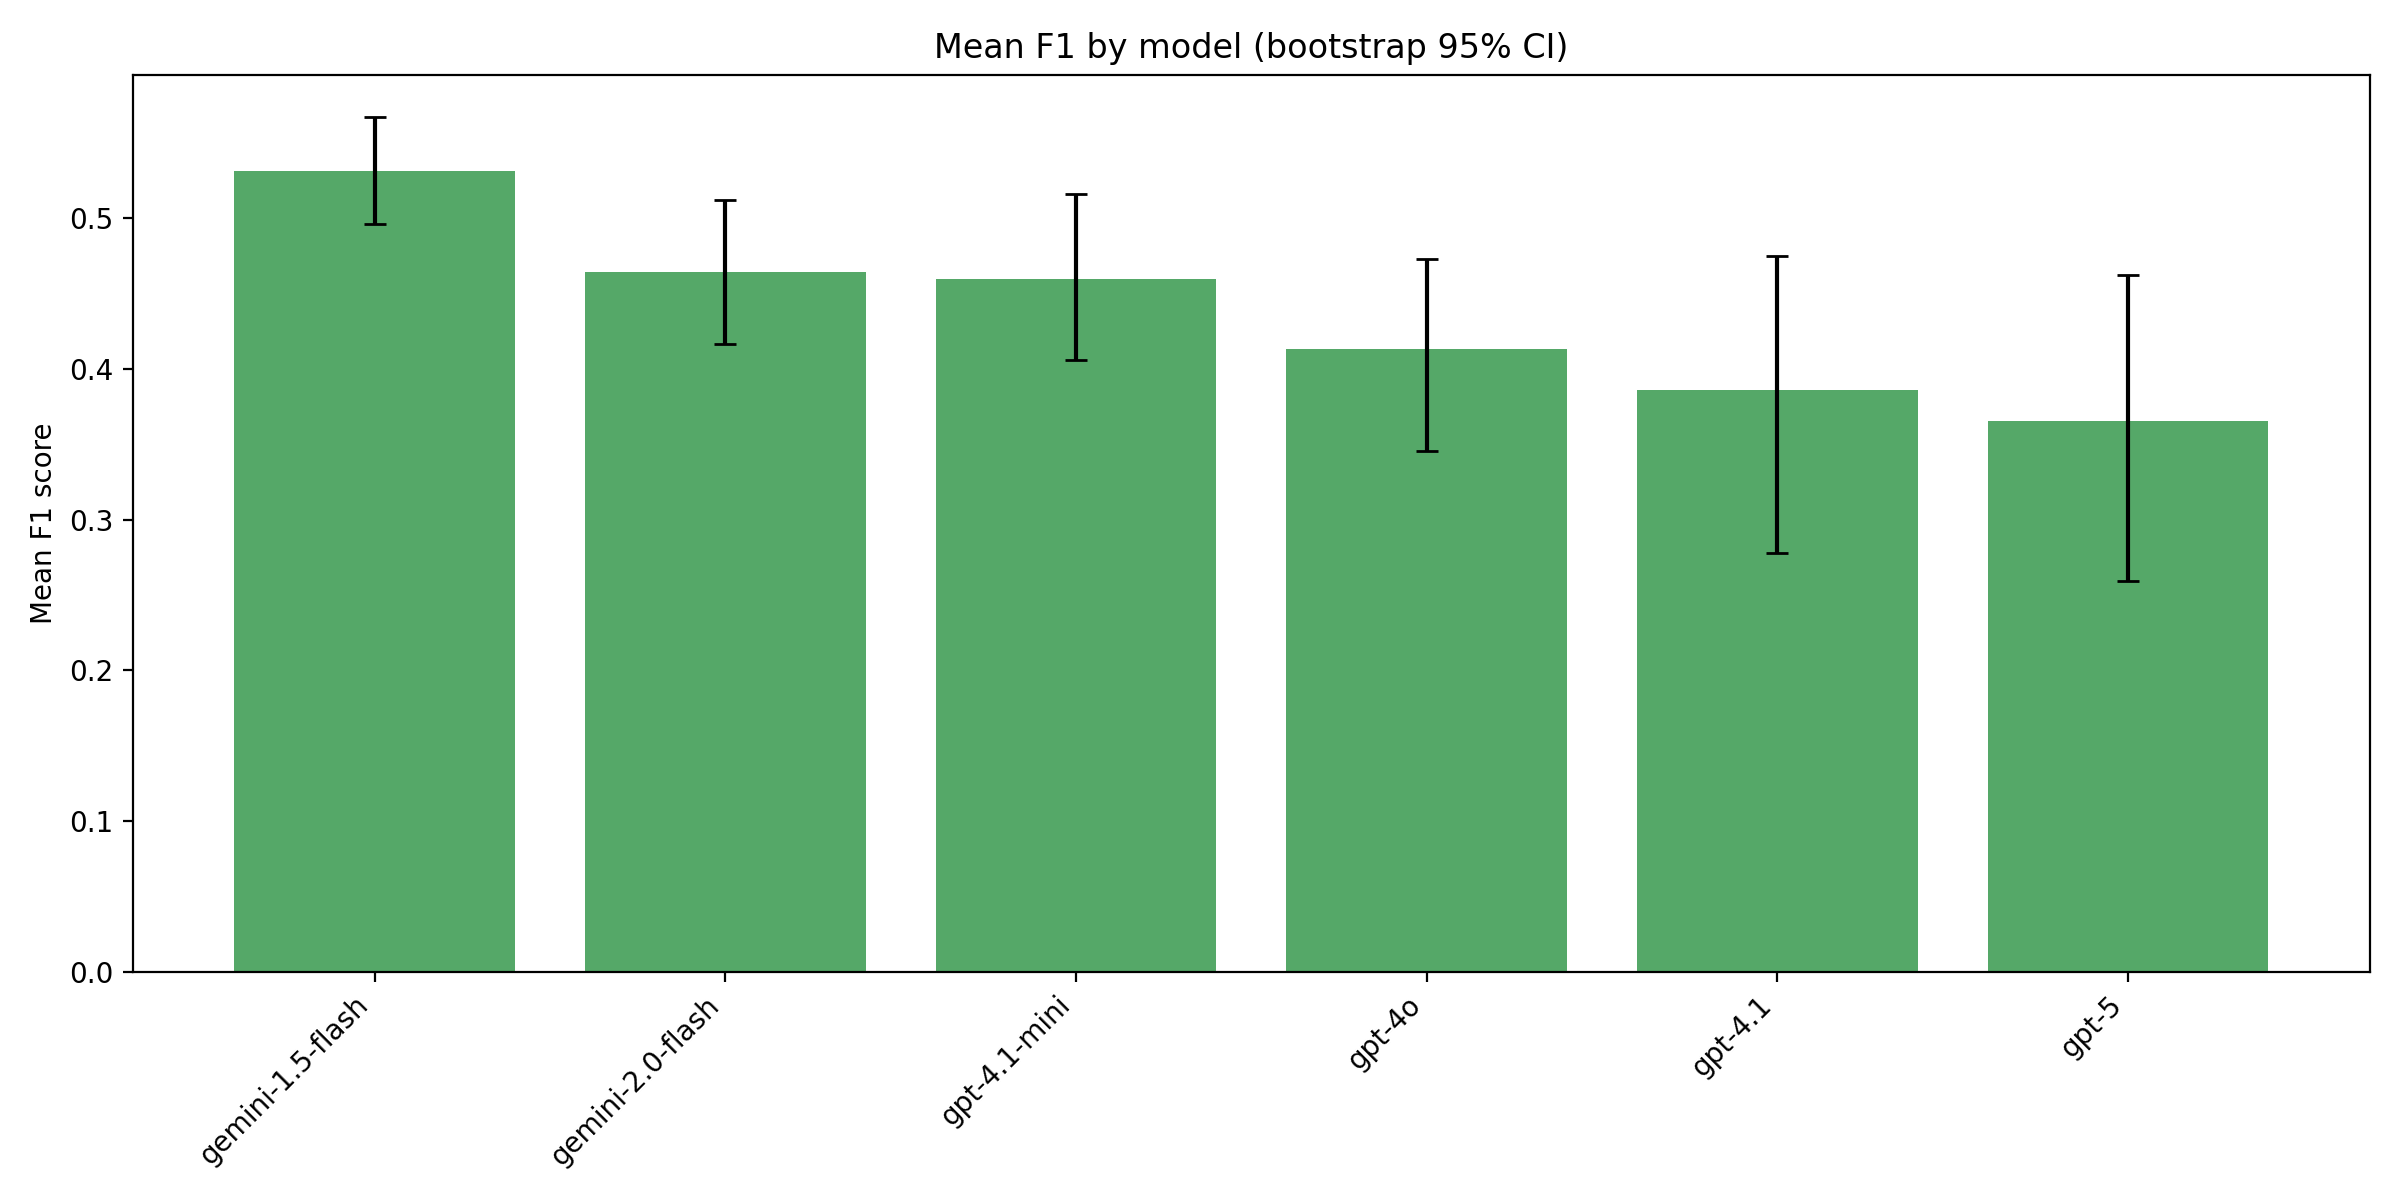 Mean F1 by model (bootstrap 95% CI)
Mean F1 score
0.5
0.4
0.3
0.2
0.1
0.0
gemini-1.5-flash
gemini-2.0-flash
gpt-4.1-mini
gpt-4o
gpt-4.1
gpt-5